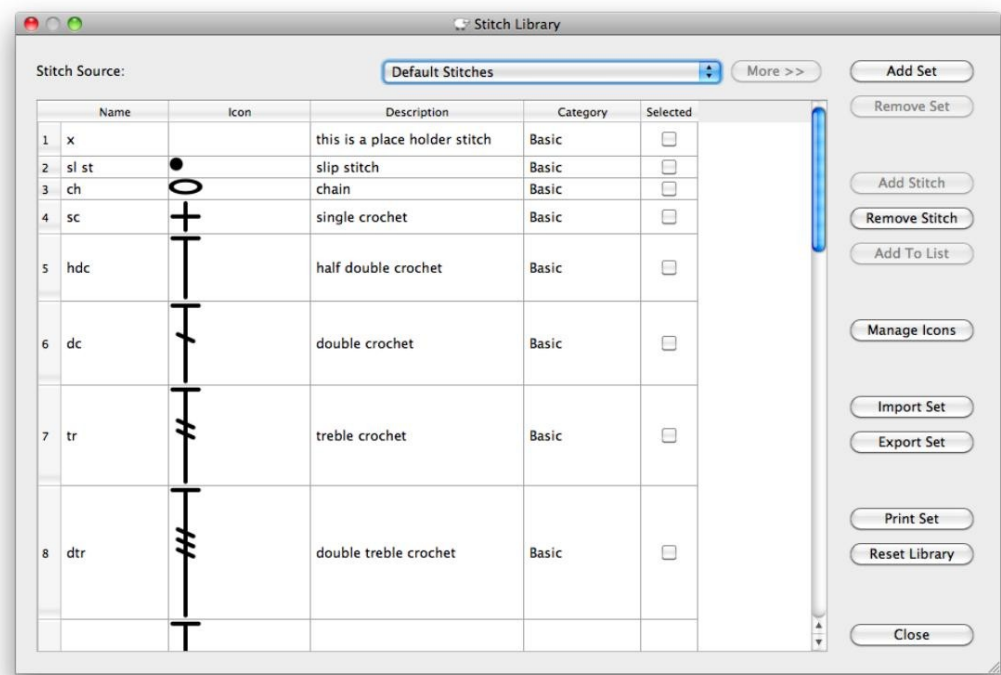 Stitch Library
Stitch Source: Default Stitches More >> Add Set
Remove Set
Name Icon Description Category Selected
1 x this is a place holder stitch Basic
2 sl st slip stitch Basic
3 ch chain Basic
Add Stitch
4 sc single crochet Basic
Remove Stitch
Add To List
5 hdc half double crochet Basic
Manage Icons
6 dc double crochet Basic
Import Set
7 tr treble crochet Basic
Export Set
Print Set
8 dtr double treble crochet Basic
Reset Library
Close